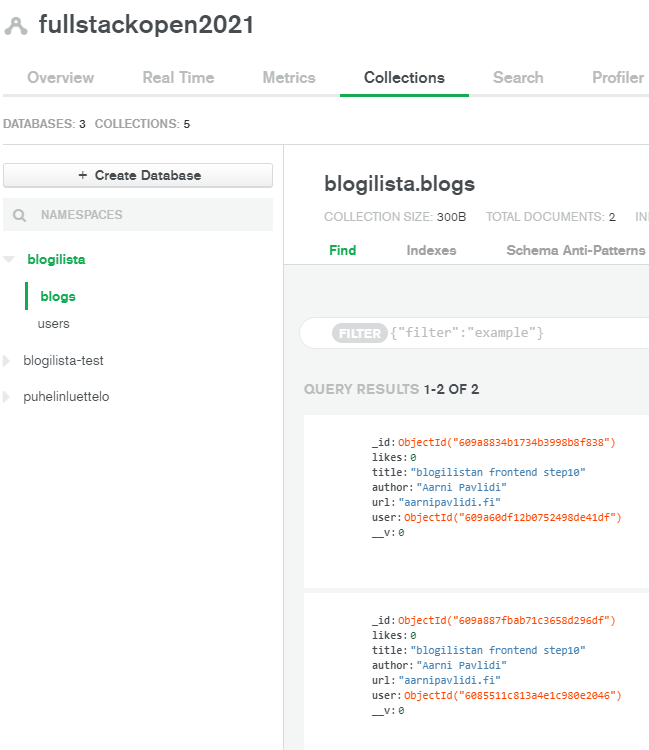 fullstackopen2021
Overview Real Time Metrics Collections Search Profiler
DATABASES: 3 COLLECTIONS: 5
+ Create Database
NAMESPACES
blogilista
blogs
users
blogilista-test
puhelinluettelo
blogilista.blogs
COLLECTION SIZE: 300B TOTAL DOCUMENTS: 2
Find Indexes Schema Anti-Patterns
FILTER {"filter":"example"}
QUERY RESULTS 1-2 OF 2
_id: ObjectId("609a8834b1734b3998b8f838")
likes: 0
title: "blogilistan frontend step10"
author: "Aarni Pavlidi"
url: "aarnipavlidi.fi"
user: ObjectId("609a60df12b0752498de41df")
__v: 0
_id: ObjectId("609a887fbab71c3658d296df")
likes: 0
title: "blogilistan frontend step10"
author: "Aarni Pavlidi"
url: "aarnipavlidi.fi"
user: ObjectId("6085511c813a4e1c980e2046")
__v: 0